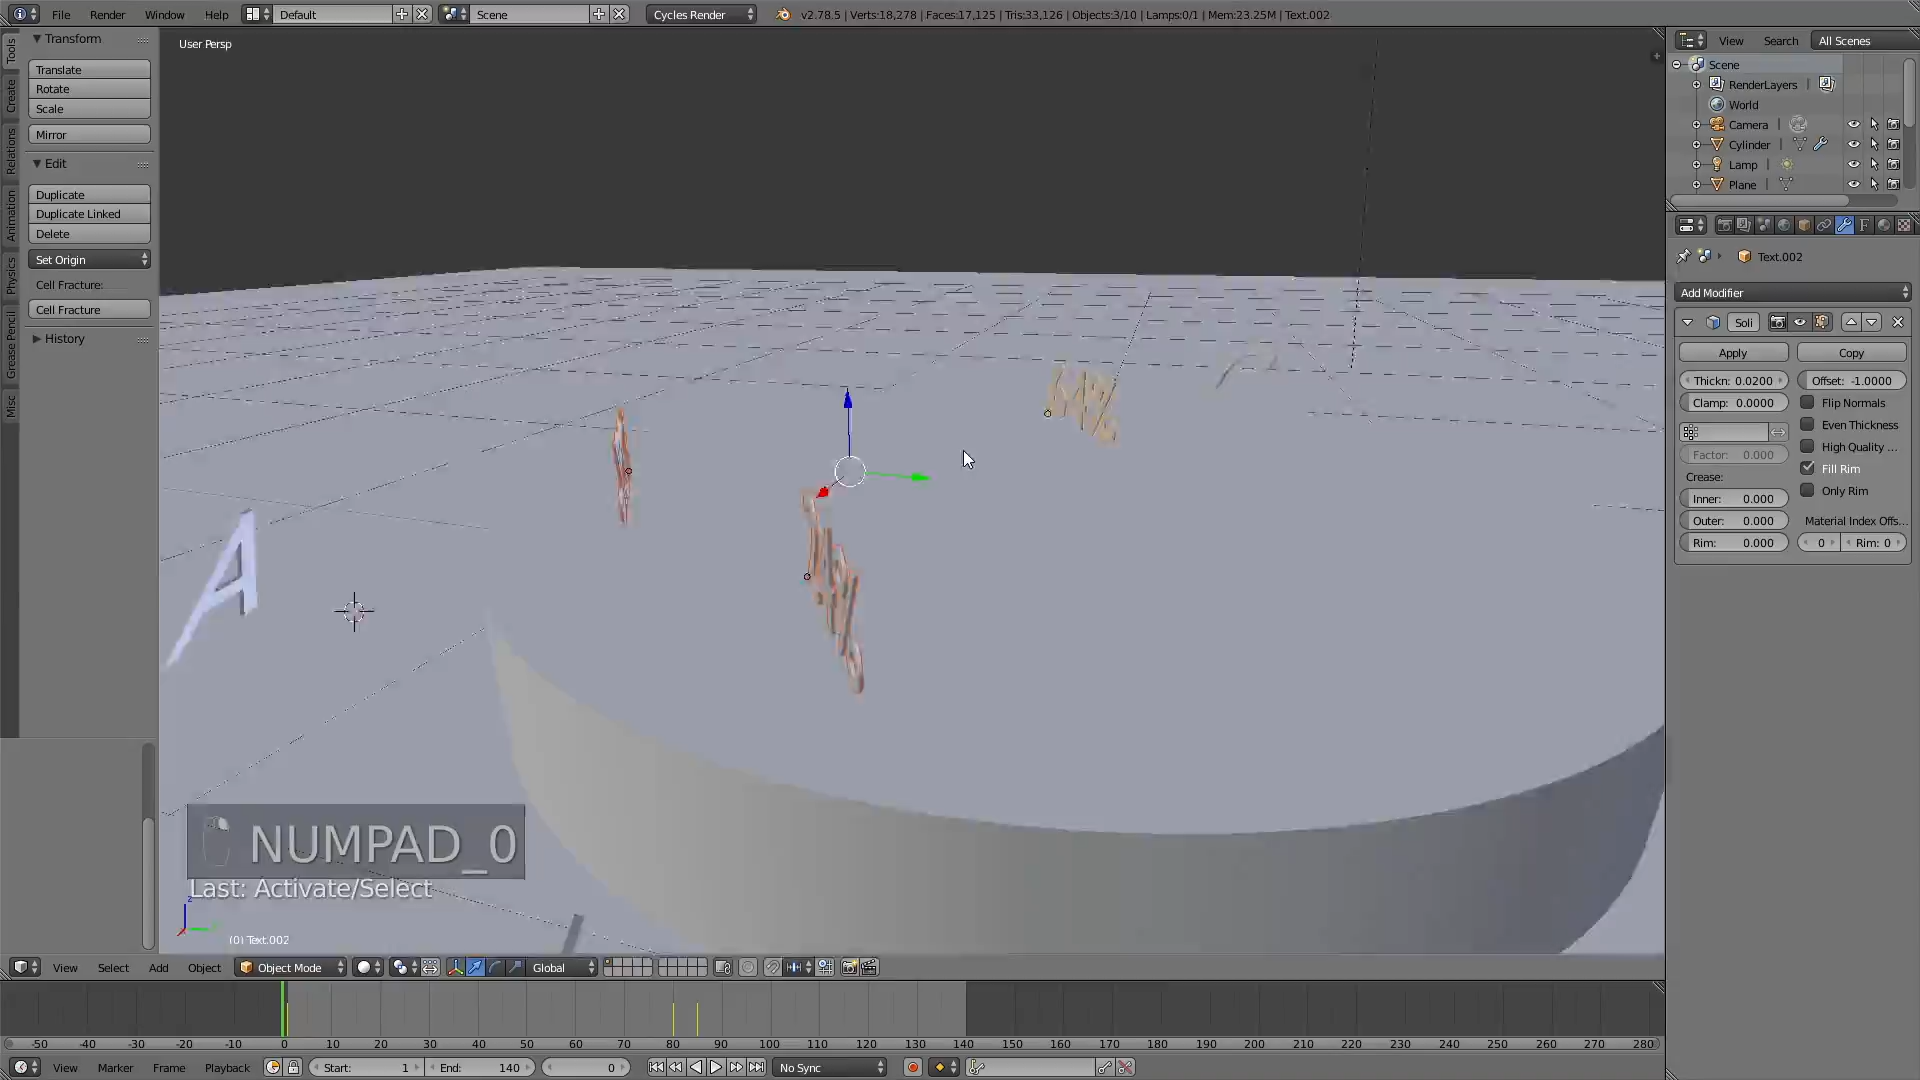 File Render Window Help Default Scene Cycles Render v2.78.5 | Verts:18,278 | Faces:17,125 | Tris:33,126 | Objects:3/10 | Lamps:0/1 | Mem:23.25M | Text.002
Tools
Create
Relations
Animation
Physics
Grease Pencil
Misc
Transform
Translate
Rotate
Scale
Mirror
Edit
Duplicate
Duplicate Linked
Delete
Set Origin
Cell Fracture:
Cell Fracture
History
User Persp
A
NUMPAD_0
Last: Activate/Select
(0) Text.002
View Search All Scenes
Scene
RenderLayers
World
Camera
Cylinder
Lamp
Plane
Text.002
Add Modifier
Soli
Apply Copy
Thickn: 0.0200 Offset: -1.0000
Clamp: 0.0000 Flip Normals
Even Thickness
High Quality ...
Factor: 0.000
Fill Rim
Crease:
Only Rim
Inner: 0.000
Outer: 0.000 Material Index Offs...
Rim: 0.000 0 Rim: 0
View Select Add Object Object Mode Global
-50 -40 -30 -20 -10 0 10 20 30 40 50 60 70 80 90 100 110 120 130 140 150 160 170 180 190 200 210 220 230 240 250 260 270 280
View Marker Frame Playback Start: 1 End: 140 0 No Sync